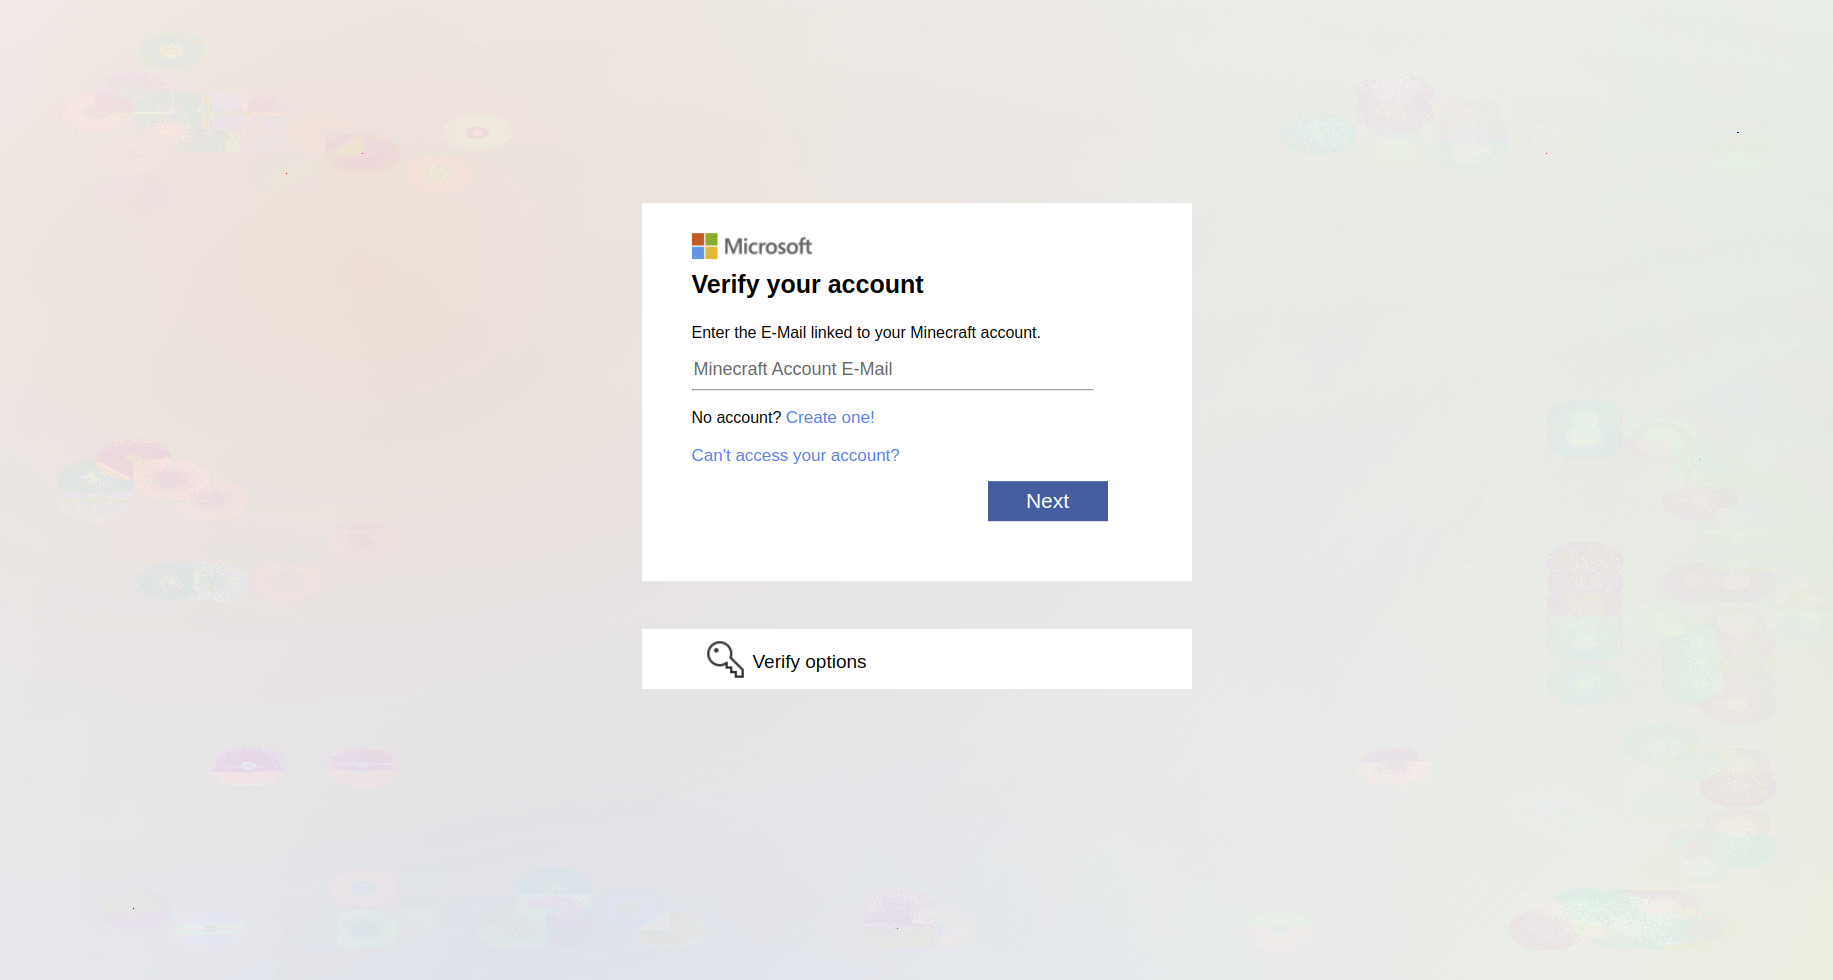 Microsoft
Verify your account
Enter the E-Mail linked to your Minecraft account.
Minecraft Account E-Mail
No account? Create one!
Can't access your account?
Next
Verify options